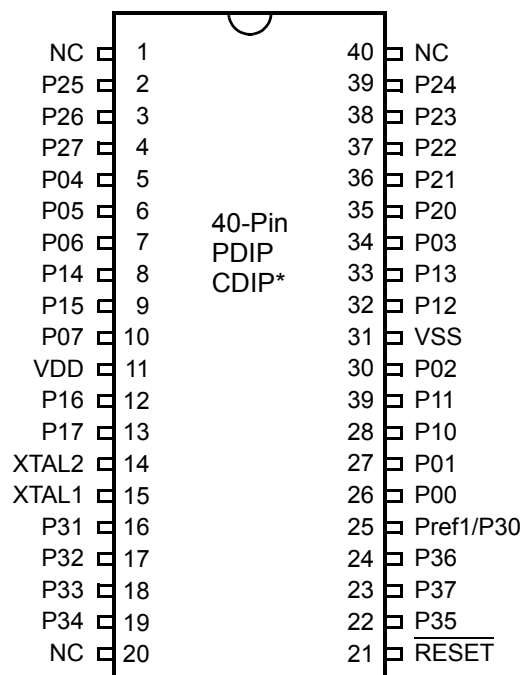 NC 1 40 NC
P25 2 39 P24
P26 3 38 P23
P27 4 37 P22
P04 5 36 P21
P05 6 35 P20
P06 7 34 P03
P14 8 33 P13
P15 9 32 P12
P07 10 31 VSS
VDD 11 30 P02
P16 12 39 P11
P17 13 28 P10
XTAL2 14 27 P01
XTAL1 15 26 P00
P31 16 25 Pref1/P30
P32 17 24 P36
P33 18 23 P37
P34 19 22 P35
NC 20 21 RESET
40-Pin
PDIP
CDIP*